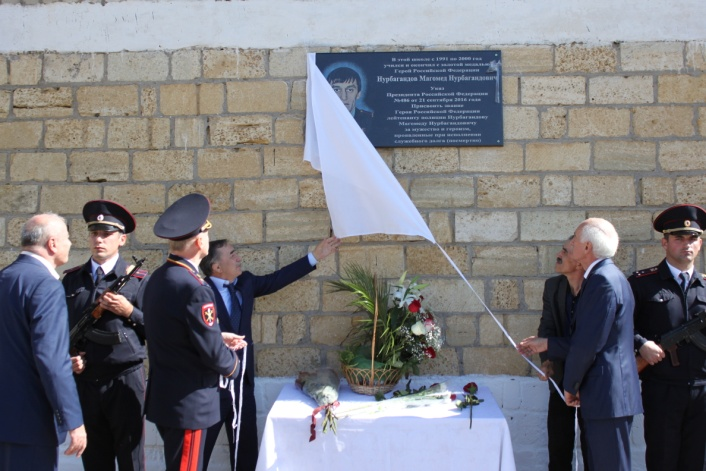 В этой школе с 1991 по 2000 год
учился и окончил с золотой медалью
Герой Российской Федерации
Нурбагандов Магомед Нурбагандович
Указ
Президента Российской Федерации
№486 от 21 сентября 2016 года
Присвоить звание
Героя Российской Федерации
лейтенанту полиции Нурбагандову
Магомеду Нурбагандовичу
за мужество и героизм,
проявленные при исполнении
служебного долга (посмертно)